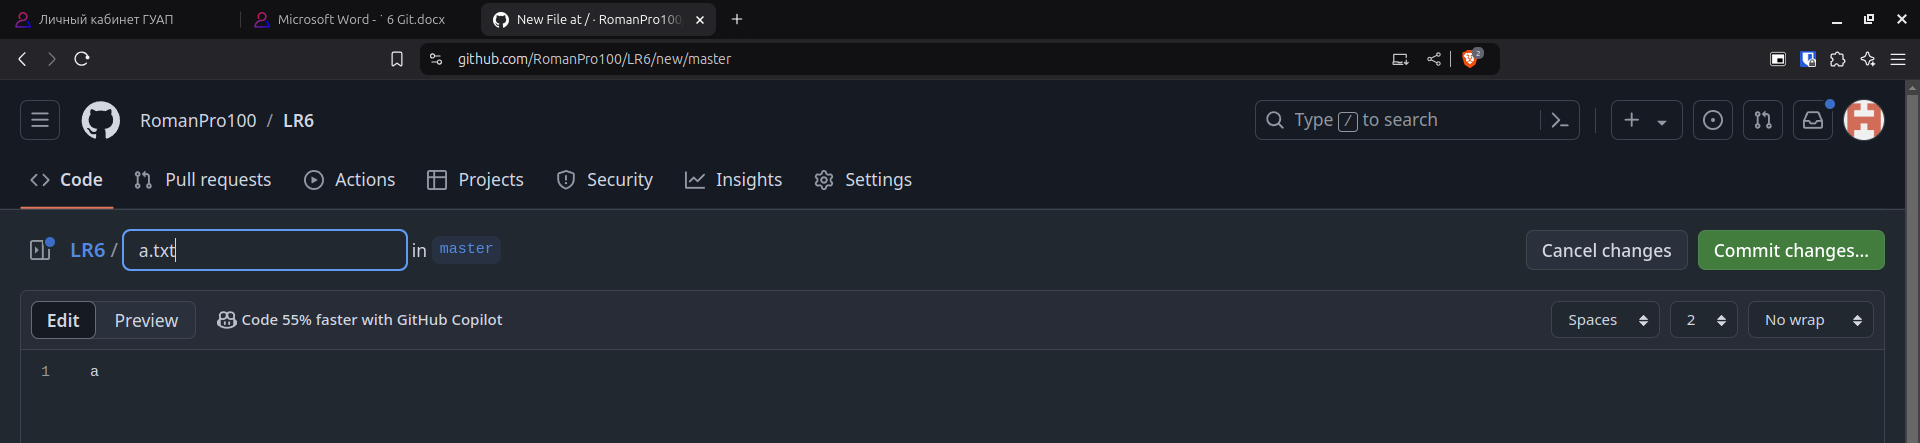 Личный кабинет ГУАП
Microsoft Word - ˙ 6 Git.docx
New File at / · RomanPro100
github.com/RomanPro100/LR6/new/master
2
RomanPro100 / LR6
Type / to search
Code
Pull requests
Actions
Projects
Security
Insights
Settings
LR6 / a.txt in master
Cancel changes
Commit changes...
Edit
Preview
Code 55% faster with GitHub Copilot
Spaces
2
No wrap
1 a